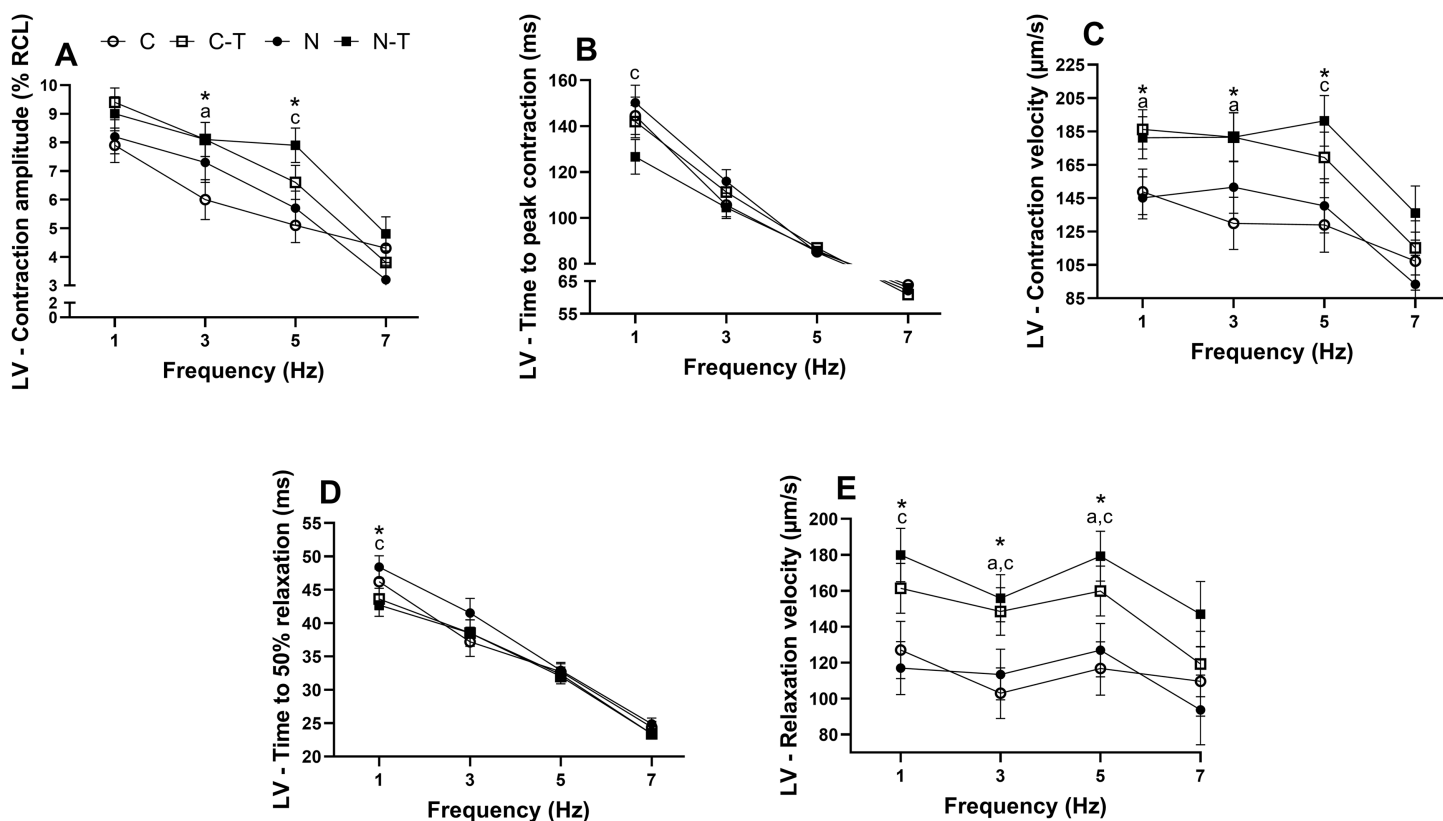 A
C C-T N N-T
LV - Contraction amplitude (% RCL)
10
9
8
7
6
5
4
3
2
0
*
a
*
c
1 3 5 7
Frequency (Hz)
B
LV - Time to peak contraction (ms)
160
140
120
100
80
65
55
c
1 3 5 7
Frequency (Hz)
C
LV - Contraction velocity (µm/s)
225
205
185
165
145
125
105
85
*
a
*
a
*
c
1 3 5 7
Frequency (Hz)
D
LV - Time to 50% relaxation (ms)
55
50
45
40
35
30
25
20
*
c
1 3 5 7
Frequency (Hz)
E
LV - Relaxation velocity (µm/s)
200
180
160
140
120
100
80
*
c
*
a,c
*
a,c
1 3 5 7
Frequency (Hz)